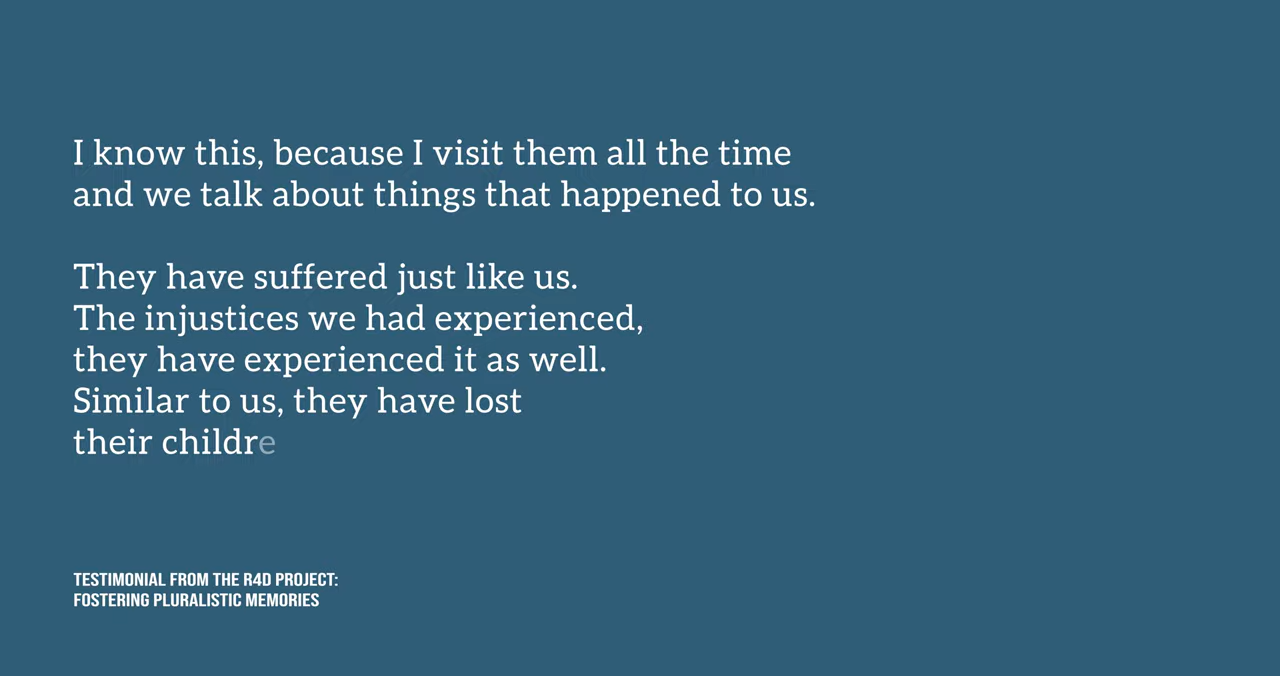 I know this, because I visit them all the time
and we talk about things that happened to us.
They have suffered just like us.
The injustices we had experienced,
they have experienced it as well.
Similar to us, they have lost
their childre
TESTIMONIAL FROM THE R4D PROJECT:
FOSTERING PLURALISTIC MEMORIES